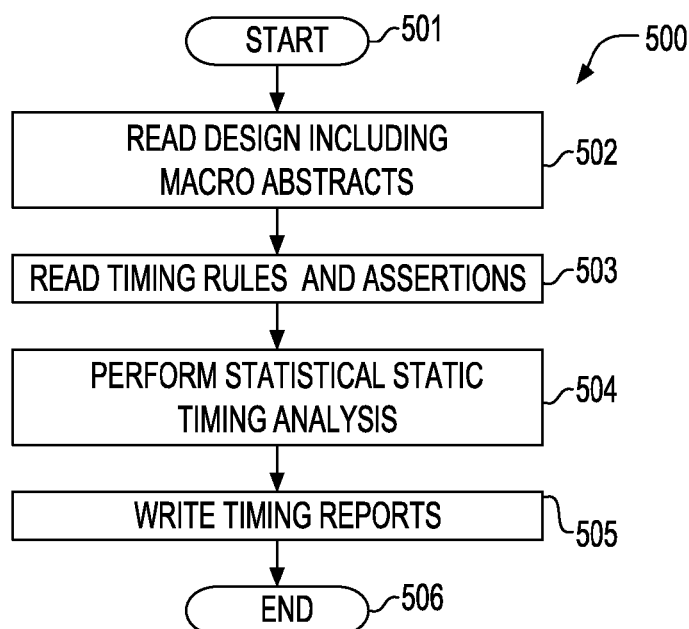 START 501
500
READ DESIGN INCLUDING
MACRO ABSTRACTS
502
READ TIMING RULES AND ASSERTIONS 503
PERFORM STATISTICAL STATIC
TIMING ANALYSIS
504
WRITE TIMING REPORTS
505
END 506